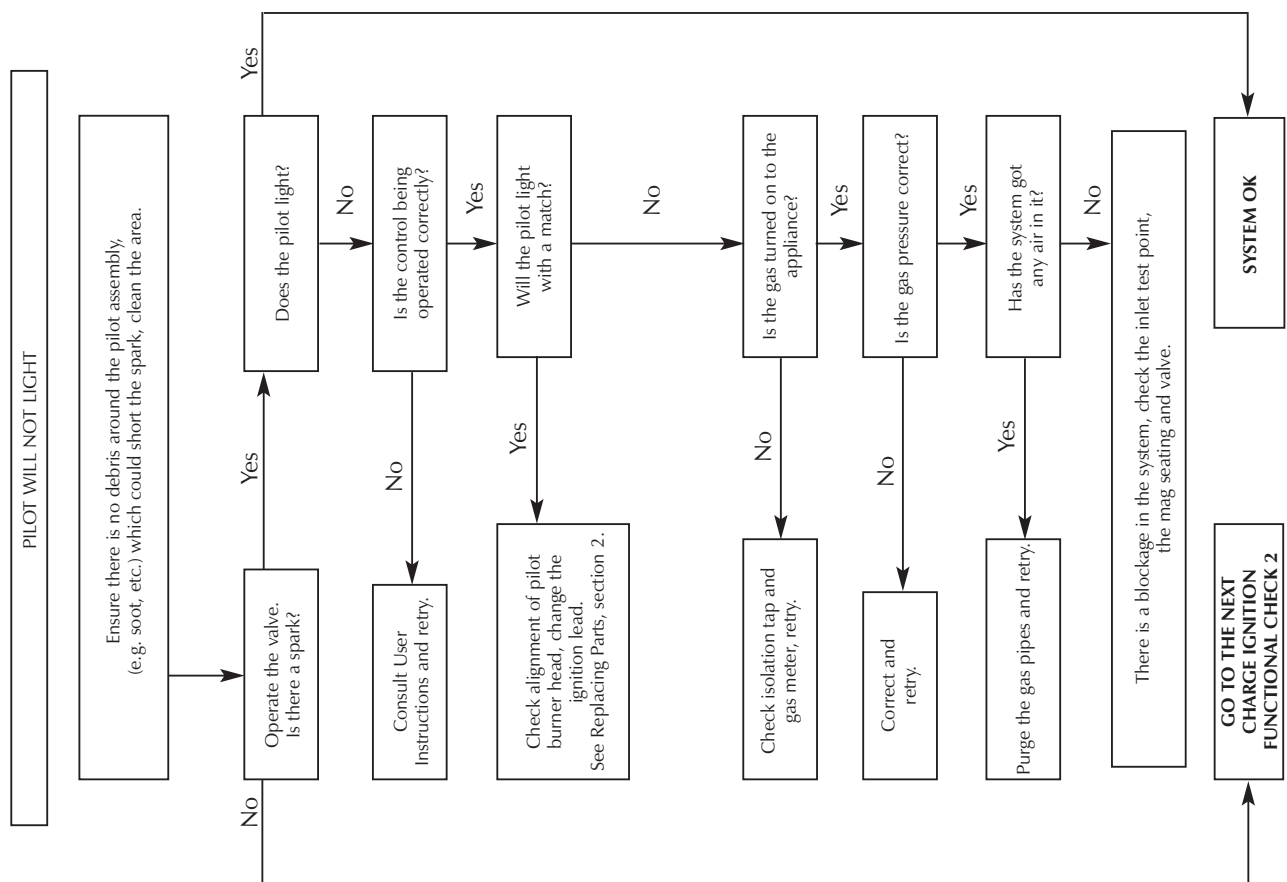 PILOT WILL NOT LIGHT
Ensure there is no debris around the pilot assembly,
(e.g. soot, etc.) which could short the spark, clean the area.
Operate the valve.
Is there a spark?
Yes
No
Does the pilot light?
Yes
No
Is the control being
operated correctly?
No
Consult User
Instructions and retry.
Yes
Will the pilot light
with a match?
Yes
Check alignment of pilot
burner head, change the
ignition lead.
See Replacing Parts, section 2.
No
Is the gas turned on to the
appliance?
No
Check isolation tap and
gas meter, retry.
Yes
Is the gas pressure correct?
No
Correct and
retry.
Yes
Has the system got
any air in it?
Yes
Purge the gas pipes and retry.
No
There is a blockage in the system, check the inlet test point,
the mag seating and valve.
GO TO THE NEXT
CHARGE IGNITION
FUNCTIONAL CHECK 2
SYSTEM OK